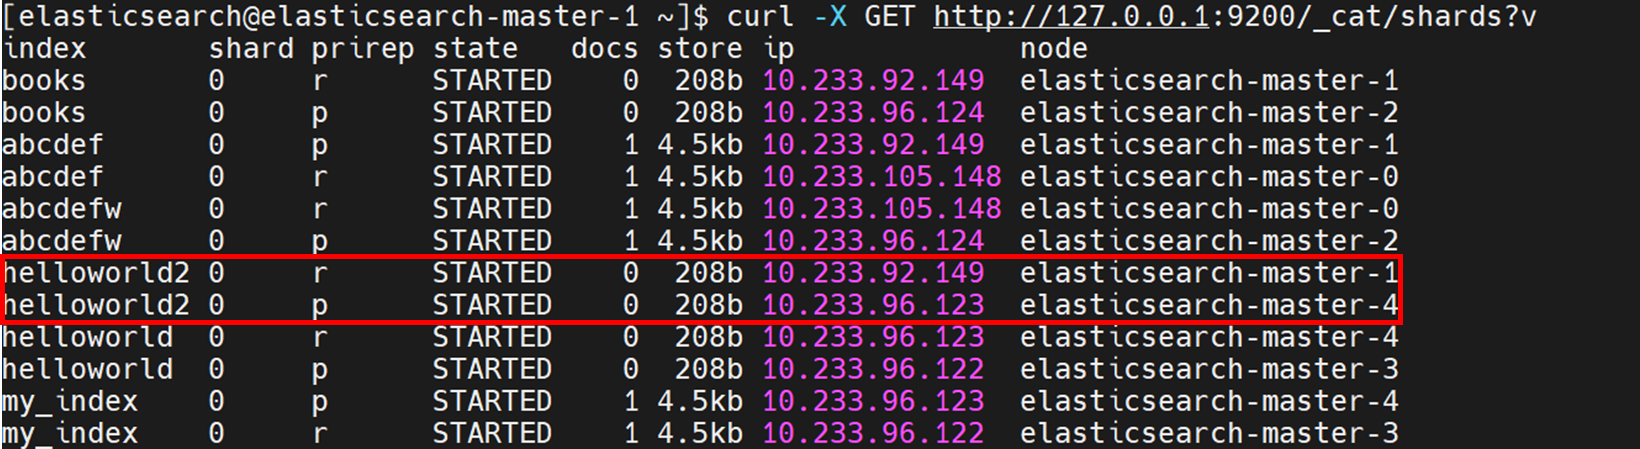 [elasticsearch@elasticsearch-master-1 ~]$ curl -X GET http://127.0.0.1:9200/_cat/shards?v
index       shard prirep state   docs store ip             node
books       0     r      STARTED    0  208b 10.233.92.149  elasticsearch-master-1
books       0     p      STARTED    0  208b 10.233.96.124  elasticsearch-master-2
abcdef      0     p      STARTED    1 4.5kb 10.233.92.149  elasticsearch-master-1
abcdef      0     r      STARTED    1 4.5kb 10.233.105.148 elasticsearch-master-0
abcdefw     0     r      STARTED    1 4.5kb 10.233.105.148 elasticsearch-master-0
abcdefw     0     p      STARTED    1 4.5kb 10.233.96.124  elasticsearch-master-2
helloworld2 0     r      STARTED    0  208b 10.233.92.149  elasticsearch-master-1
helloworld2 0     p      STARTED    0  208b 10.233.96.123  elasticsearch-master-4
helloworld  0     r      STARTED    0  208b 10.233.96.123  elasticsearch-master-4
helloworld  0     p      STARTED    0  208b 10.233.96.122  elasticsearch-master-3
my_index    0     p      STARTED    1 4.5kb 10.233.96.123  elasticsearch-master-4
my_index    0     r      STARTED    1 4.5kb 10.233.96.122  elasticsearch-master-3